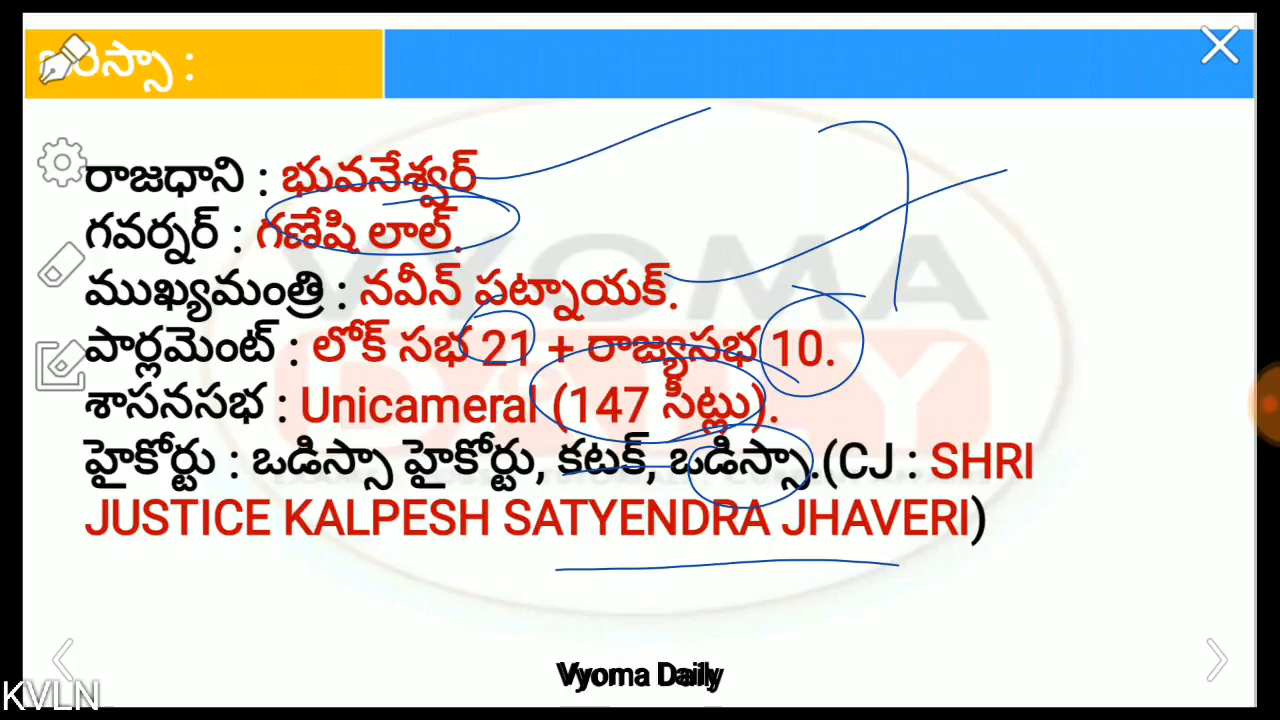 రాజధాని : భువనేశ్వర్
గవర్నర్ : గణేషి లాల్.
ముఖ్యమంత్రి : నవీన్ పట్నాయక్.
పార్లమెంట్ : లోక్ సభ 21 + రాజ్యసభ 10.
శాసనసభ : Unicameral (147 సీట్లు).
హైకోర్టు : ఒడిస్సా హైకోర్టు, కటక్, ఒడిస్సా.(CJ : SHRI
JUSTICE KALPESH SATYENDRA JHAVERI)
Vyoma Daily
KVLN